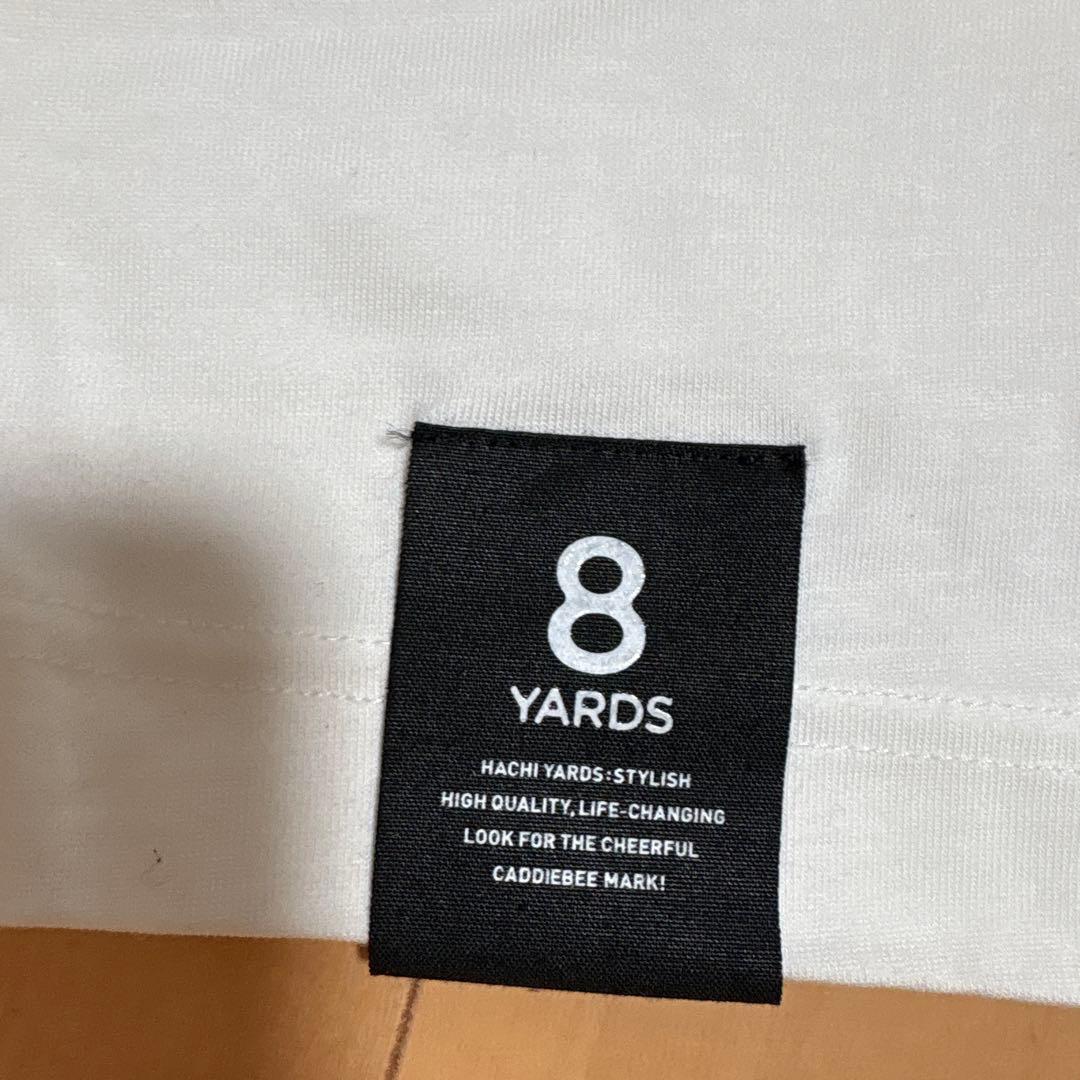 8
YARDS
HACHI YARDS:STYLISH
HIGH QUALITY, LIFE-CHANGING
LOOK FOR THE CHEERFUL
CADDIEBEE MARK!